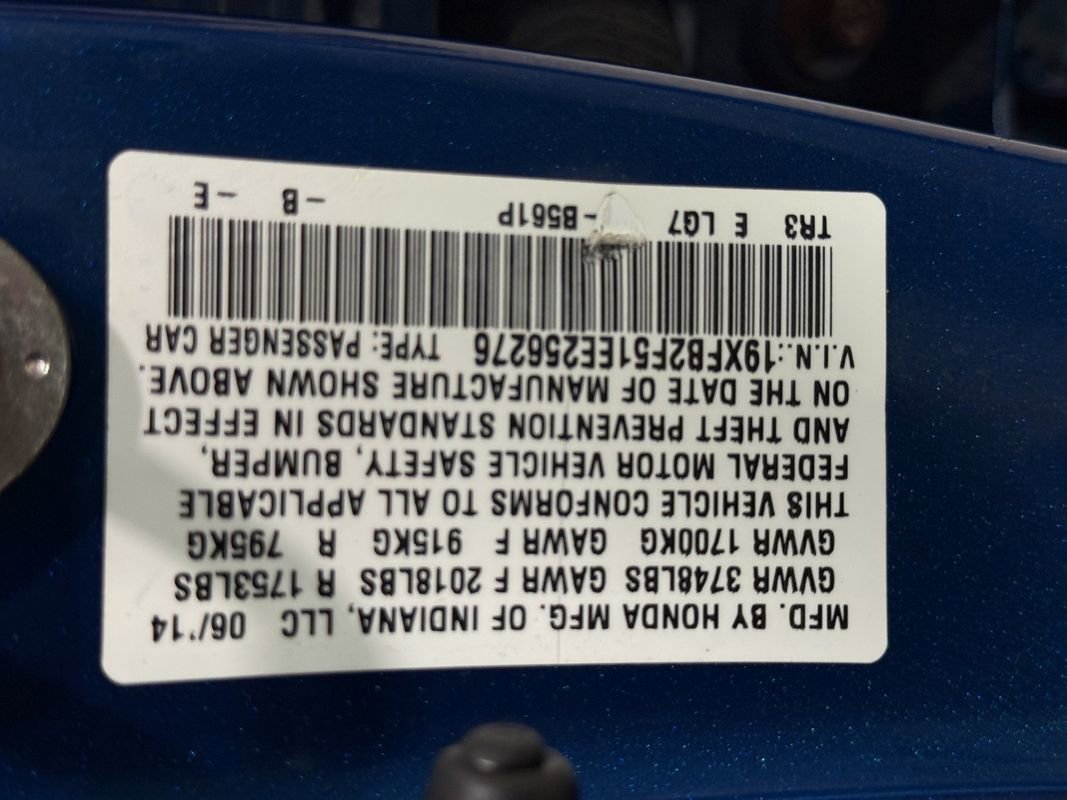 MFD. BY HONDA MFG. OF INDIANA, LLC 06/'14
GVWR 3748LBS GAWR F 2018LBS R 1753LBS
GVWR 1700KG GAWR F 915KG R 795KG
THIS VEHICLE CONFORMS TO ALL APPLICABLE
FEDERAL MOTOR VEHICLE SAFETY, BUMPER,
AND THEFT PREVENTION STANDARDS IN EFFECT
ON THE DATE OF MANUFACTURE SHOWN ABOVE.
V.I.N.:19XFB2F51EE256276 TYPE: PASSENGER CAR
TR3 E LG7 -B561P -B -E